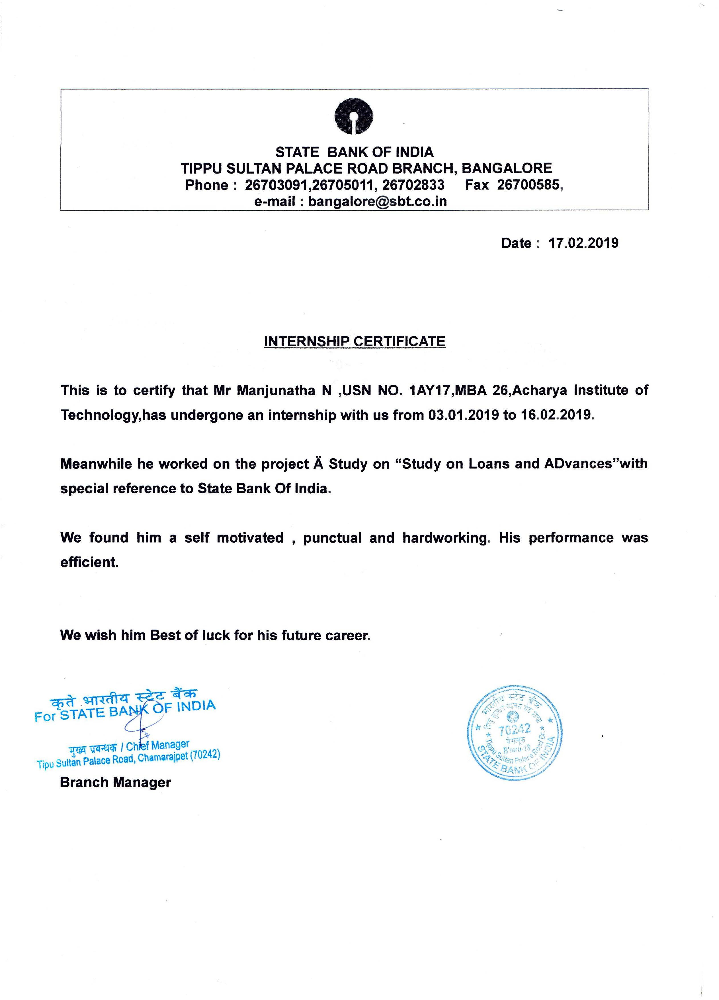 STATE BANK OF INDIA
TIPPU SULTAN PALACE ROAD BRANCH, BANGALORE
Phone : 26703091,26705011, 26702833 Fax 26700585,
e-mail : bangalore@sbt.co.in
Date : 17.02.2019
INTERNSHIP CERTIFICATE
This is to certify that Mr Manjunatha N ,USN NO. 1AY17,MBA 26,Acharya Institute of
Technology,has undergone an internship with us from 03.01.2019 to 16.02.2019.
Meanwhile he worked on the project Ä Study on “Study on Loans and ADvances”with
special reference to State Bank Of India.
We found him a self motivated , punctual and hardworking. His performance was
efficient.
We wish him Best of luck for his future career.
कृते भारतीय स्टेट बैंक
For STATE BANK OF INDIA
मुख्य प्रबन्धक / Chief Manager
Tipu Sultan Palace Road, Chamarajpet (70242)
Branch Manager
भारतीय स्टेट बैंक
70242
बेंगलूरु
B'luru-18
Tippu Sultan Palace Road Br.
STATE BANK OF INDIA